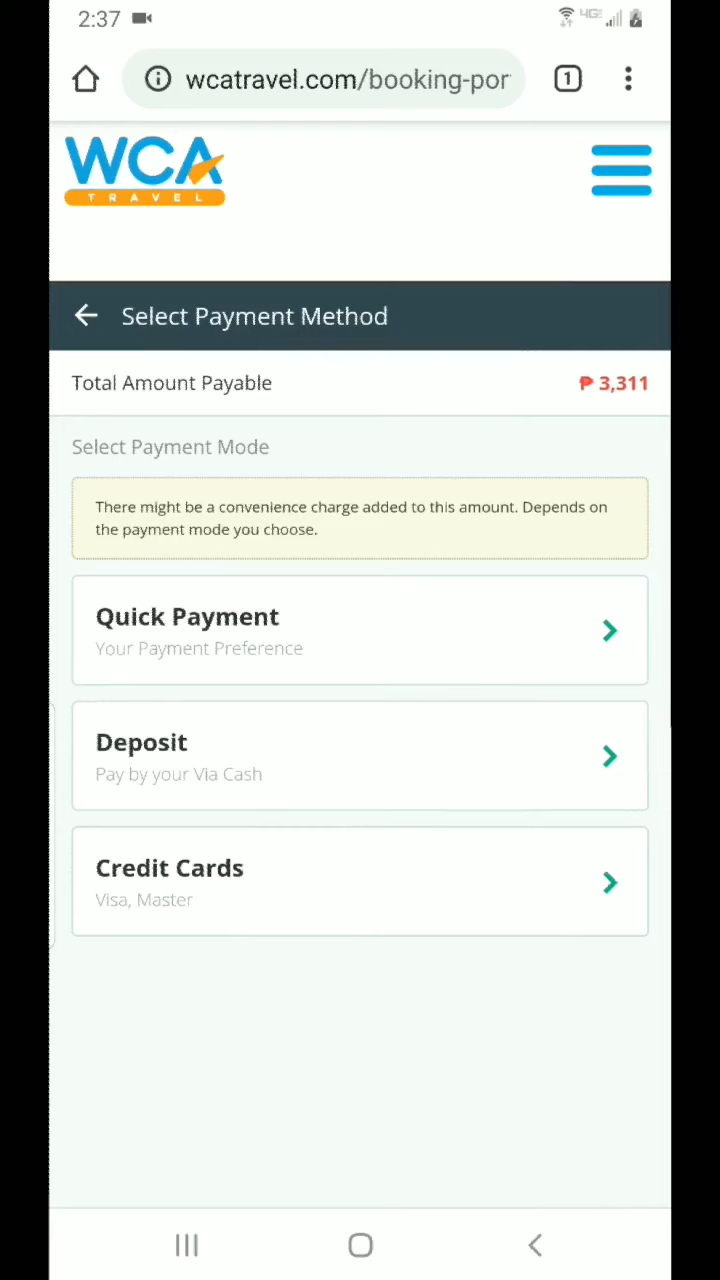 2:37
4G
wcatravel.com/booking-por
1
WCA
TRAVEL
Select Payment Method
Total Amount Payable
₱ 3,311
Select Payment Mode
There might be a convenience charge added to this amount. Depends on
the payment mode you choose.
Quick Payment
Your Payment Preference
Deposit
Pay by your Via Cash
Credit Cards
Visa, Master